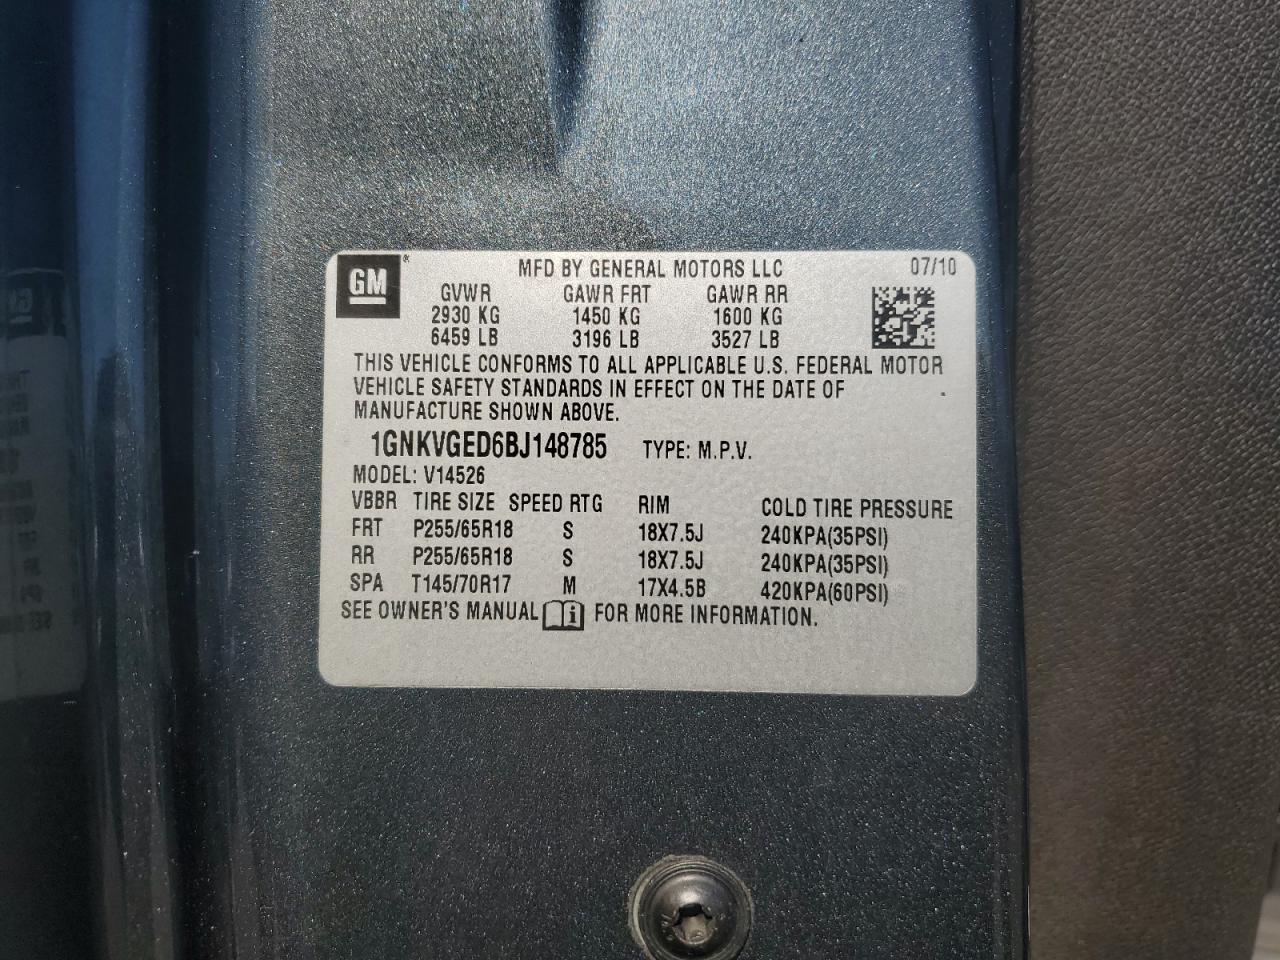 GM®
MFD BY GENERAL MOTORS LLC 07/10
GVWR GAWR FRT GAWR RR
2930 KG 1450 KG 1600 KG
6459 LB 3196 LB 3527 LB
THIS VEHICLE CONFORMS TO ALL APPLICABLE U.S. FEDERAL MOTOR
VEHICLE SAFETY STANDARDS IN EFFECT ON THE DATE OF
MANUFACTURE SHOWN ABOVE.
1GNKVGED6BJ148785 TYPE: M.P.V.
MODEL: V14526
VBBR TIRE SIZE SPEED RTG RIM COLD TIRE PRESSURE
FRT P255/65R18 S 18X7.5J 240KPA(35PSI)
RR P255/65R18 S 18X7.5J 240KPA(35PSI)
SPA T145/70R17 M 17X4.5B 420KPA(60PSI)
SEE OWNER'S MANUAL i FOR MORE INFORMATION.